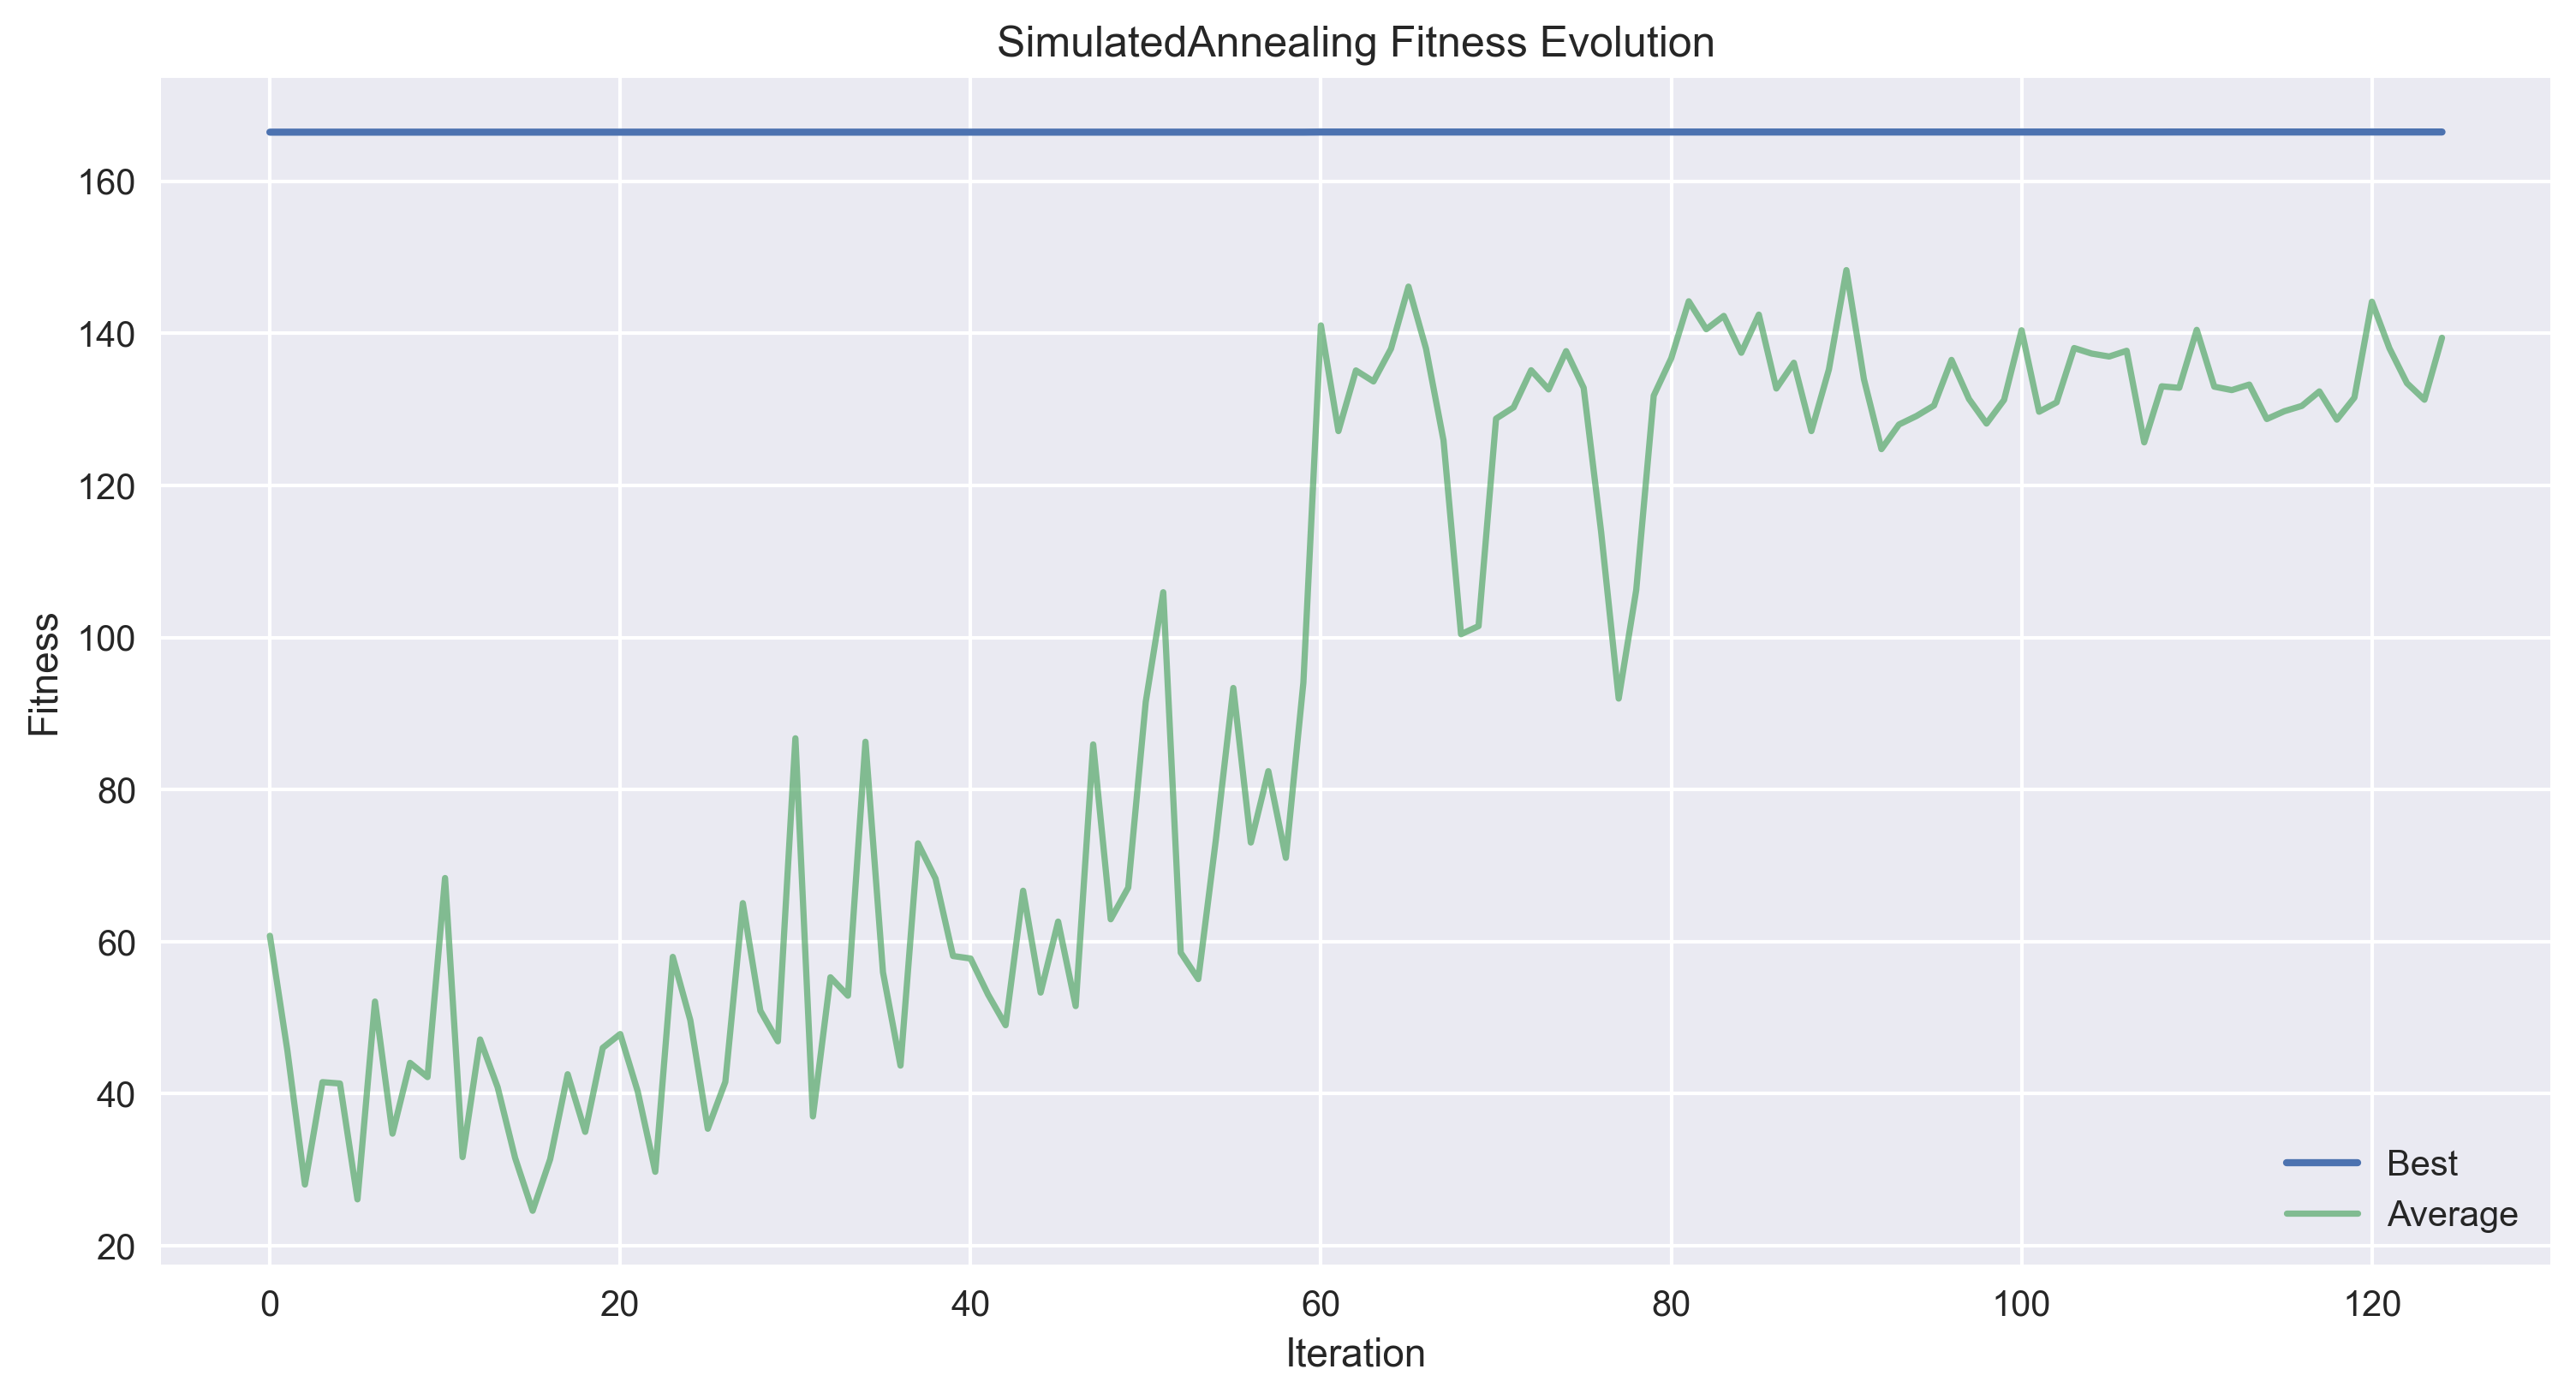 SimulatedAnnealing Fitness Evolution
160
140
120
100
80
60
40
20
Fitness
0 20 40 60 80 100 120
Iteration
Best
Average